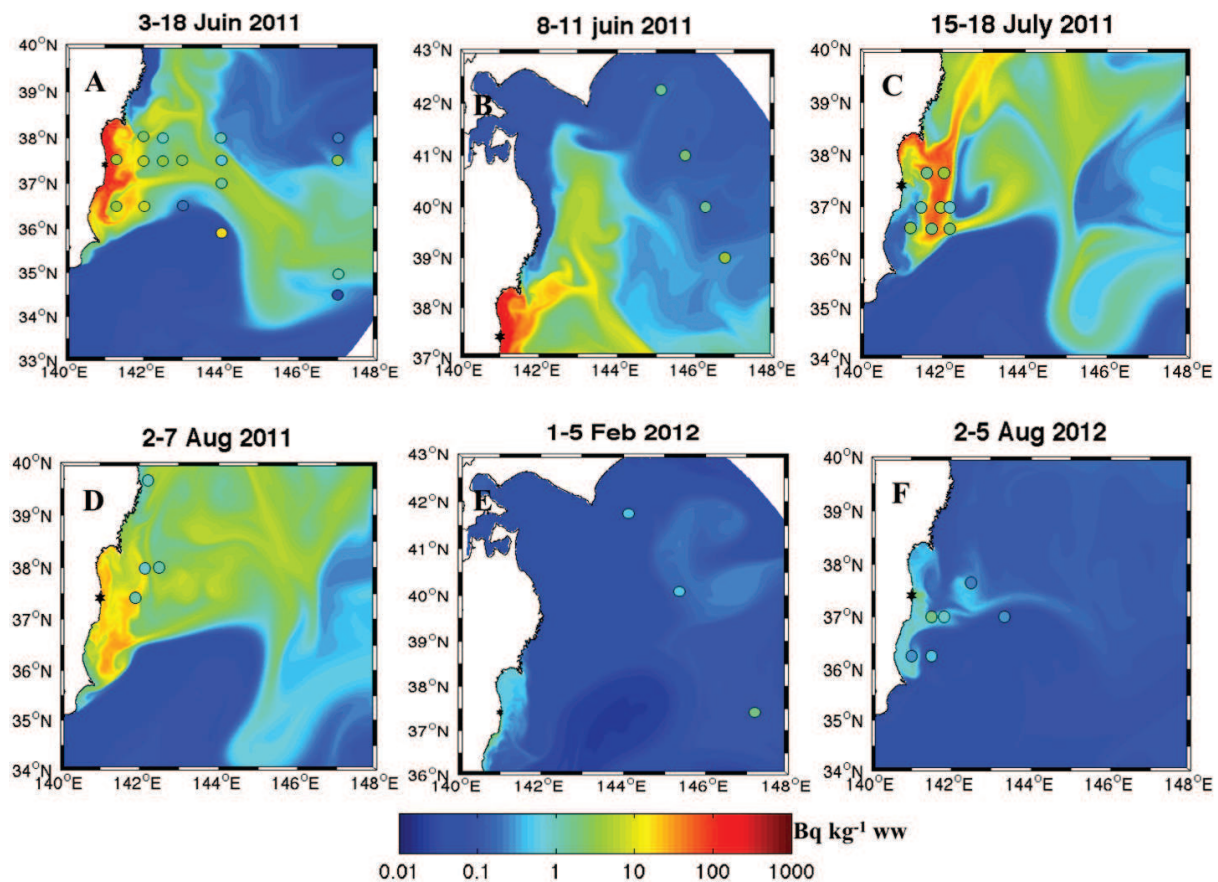 3-18 Juin 2011
8-11 juin 2011
15-18 July 2011
A
40°N
39°N
38°N
37°N
36°N
35°N
34°N
33°N
140°E 142°E 144°E 146°E 148°E
B
43°N
42°N
41°N
40°N
39°N
38°N
37°N
140°E 142°E 144°E 146°E 148°E
C
40°N
39°N
38°N
37°N
36°N
35°N
34°N
140°E 142°E 144°E 146°E 148°E
2-7 Aug 2011
1-5 Feb 2012
2-5 Aug 2012
D
40°N
39°N
38°N
37°N
36°N
35°N
34°N
140°E 142°E 144°E 146°E 148°E
E
43°N
42°N
41°N
40°N
39°N
38°N
37°N
36°N
140°E 142°E 144°E 146°E 148°E
F
40°N
39°N
38°N
37°N
36°N
35°N
34°N
140°E 142°E 144°E 146°E 148°E
Bq kg⁻¹ ww
0.01 0.1 1 10 100 1000